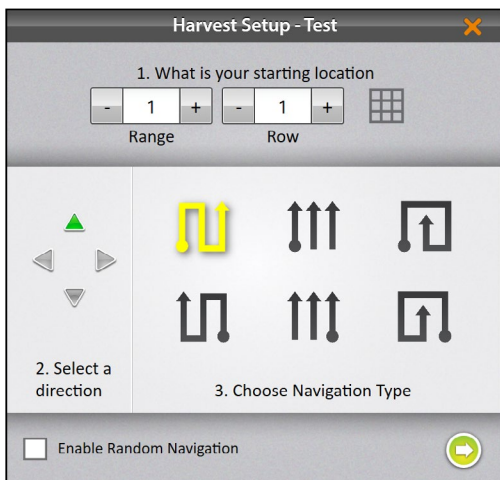 Harvest Setup - Test
1. What is your starting location
- 1 + - 1 +
Range Row
2. Select a
direction
3. Choose Navigation Type
Enable Random Navigation